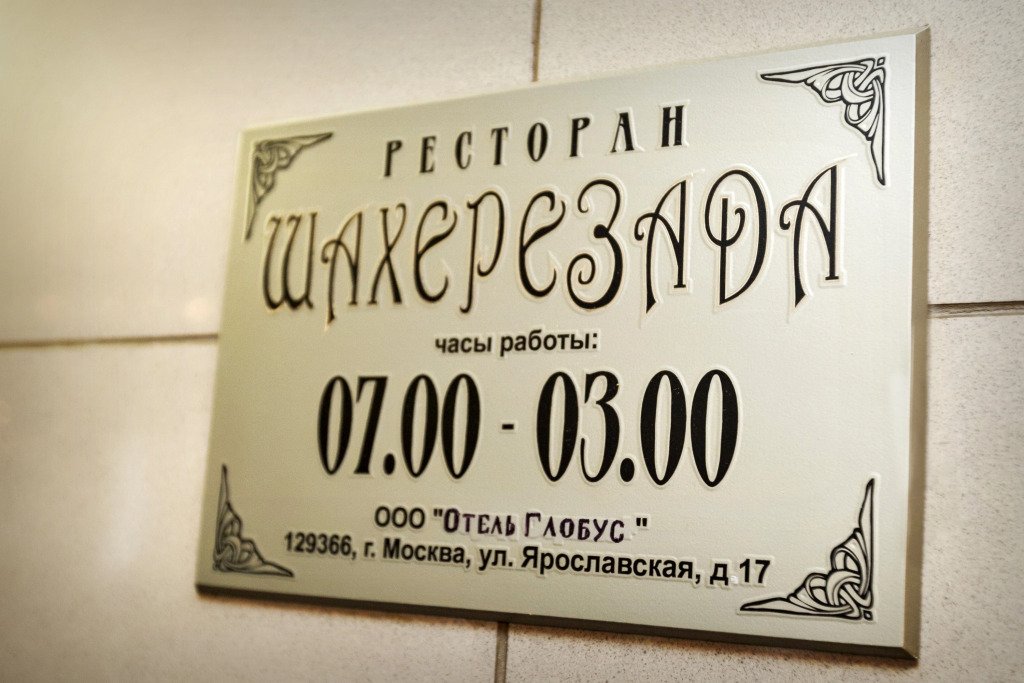 РЕСТОРАН
ШАХЕРЕЗАДА
часы работы:
07.00 - 03.00
ООО "ОТЕЛЬ ГЛОБУС "
129366, г. Москва, ул. Ярославская, д 17